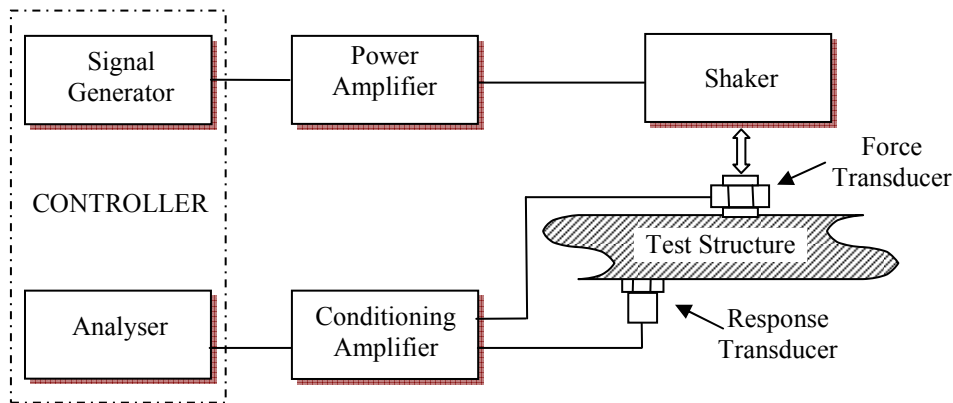 Signal
Generator
Power
Amplifier
Shaker
Force
Transducer
CONTROLLER
Test Structure
Analyser
Conditioning
Amplifier
Response
Transducer